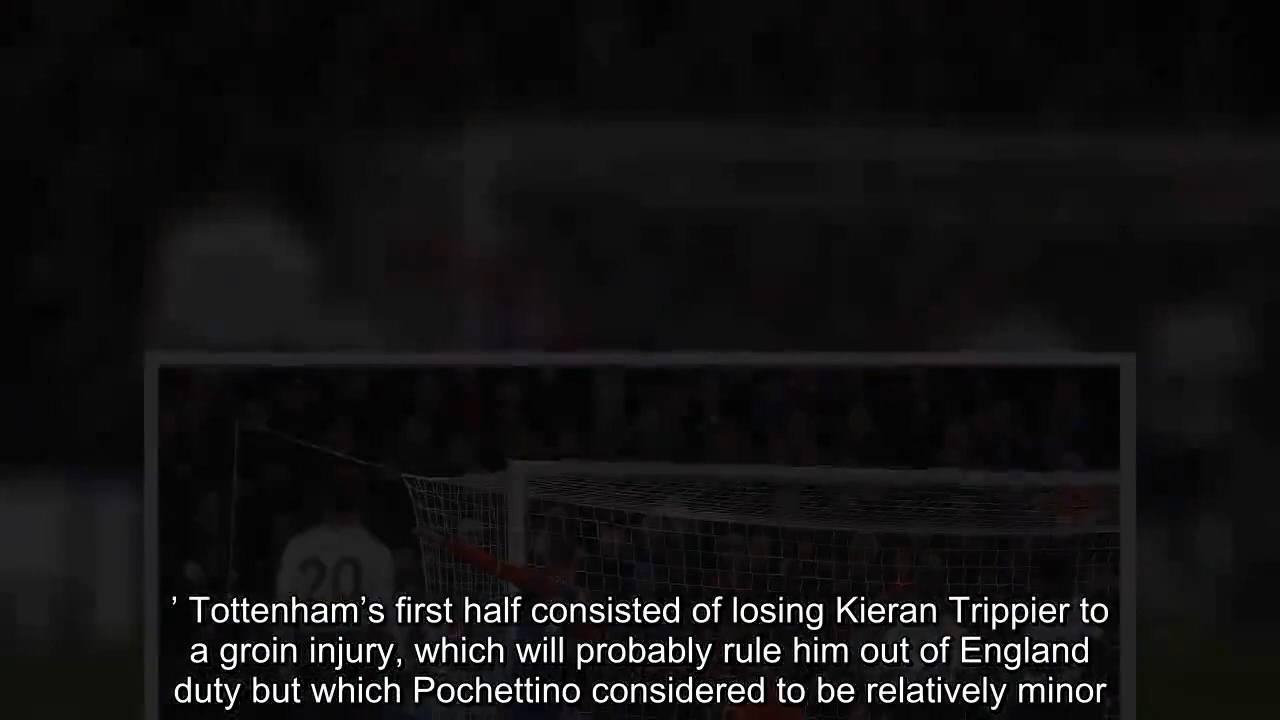 20
’ Tottenham’s first half consisted of losing Kieran Trippier to
a groin injury, which will probably rule him out of England
duty but which Pochettino considered to be relatively minor